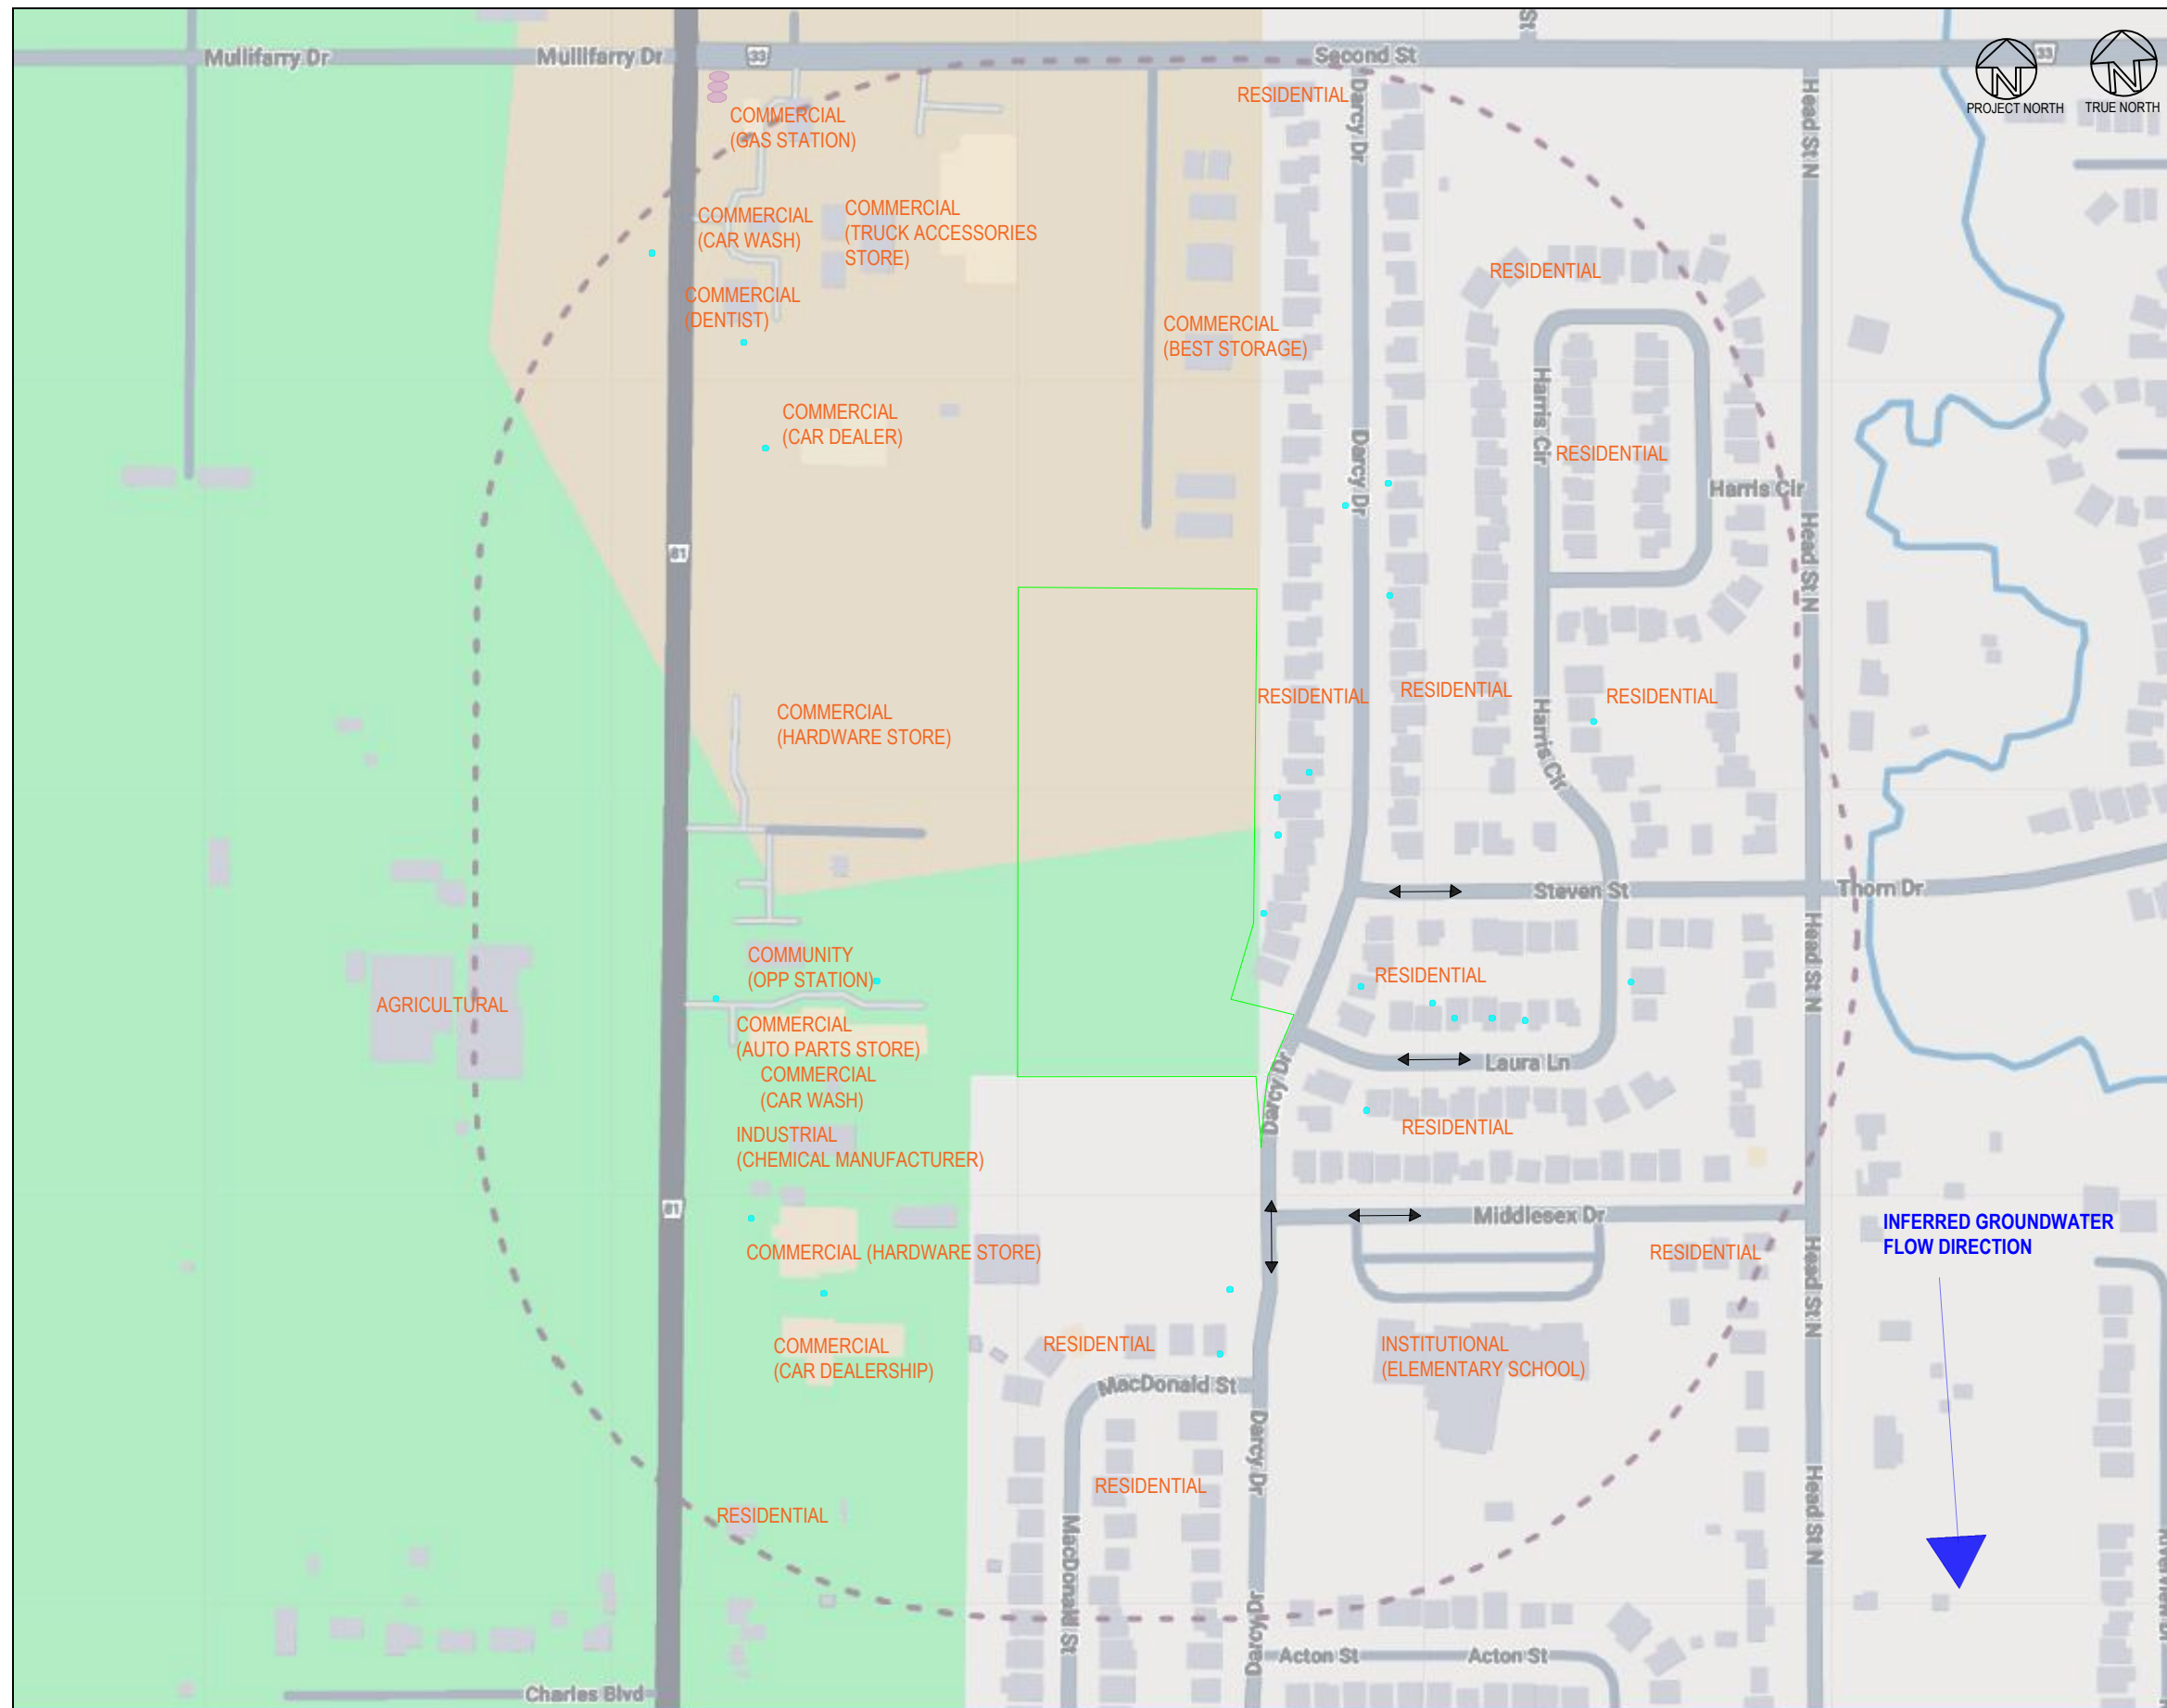 Mullifarry Dr
Mullifarry Dr
33
Second St
St
33
N
PROJECT NORTH
N
TRUE NORTH
RESIDENTIAL
Darcy Dr
Head St N
COMMERCIAL
(GAS STATION)
COMMERCIAL
(CAR WASH)
COMMERCIAL
(TRUCK ACCESSORIES
STORE)
COMMERCIAL
(DENTIST)
COMMERCIAL
(BEST STORAGE)
RESIDENTIAL
COMMERCIAL
(CAR DEALER)
Darcy Dr
Harris Cir
RESIDENTIAL
Harris Cir
Head St N
81
RESIDENTIAL
RESIDENTIAL
RESIDENTIAL
COMMERCIAL
(HARDWARE STORE)
Harris Cir
Steven St
Thorn Dr
Head St N
COMMUNITY
(OPP STATION)
RESIDENTIAL
AGRICULTURAL
COMMERCIAL
(AUTO PARTS STORE)
COMMERCIAL
(CAR WASH)
Darcy Dr
Laura Ln
INDUSTRIAL
(CHEMICAL MANUFACTURER)
RESIDENTIAL
81
Middlesex Dr
INFERRED GROUNDWATER
FLOW DIRECTION
COMMERCIAL (HARDWARE STORE)
RESIDENTIAL
Head St N
COMMERCIAL
(CAR DEALERSHIP)
RESIDENTIAL
INSTITUTIONAL
(ELEMENTARY SCHOOL)
MacDonald St
Darcy Dr
RESIDENTIAL
RESIDENTIAL
Head St N
MacDonald St
Darcy Dr
Acton St
Acton St
Charles Blvd